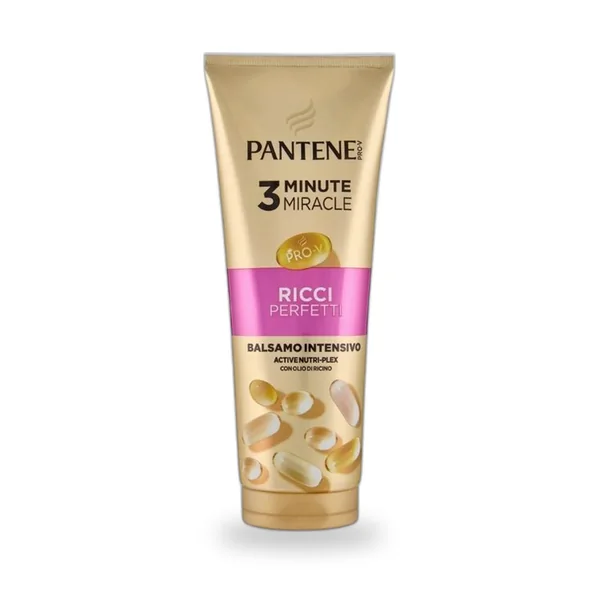 PANTENE
PRO-V
3 MINUTE
MIRACLE
PRO-V
RICCI
PERFETTI
BALSAMO INTENSIVO
ACTIVE NUTRI-PLEX
CON OLIO DI RICINO